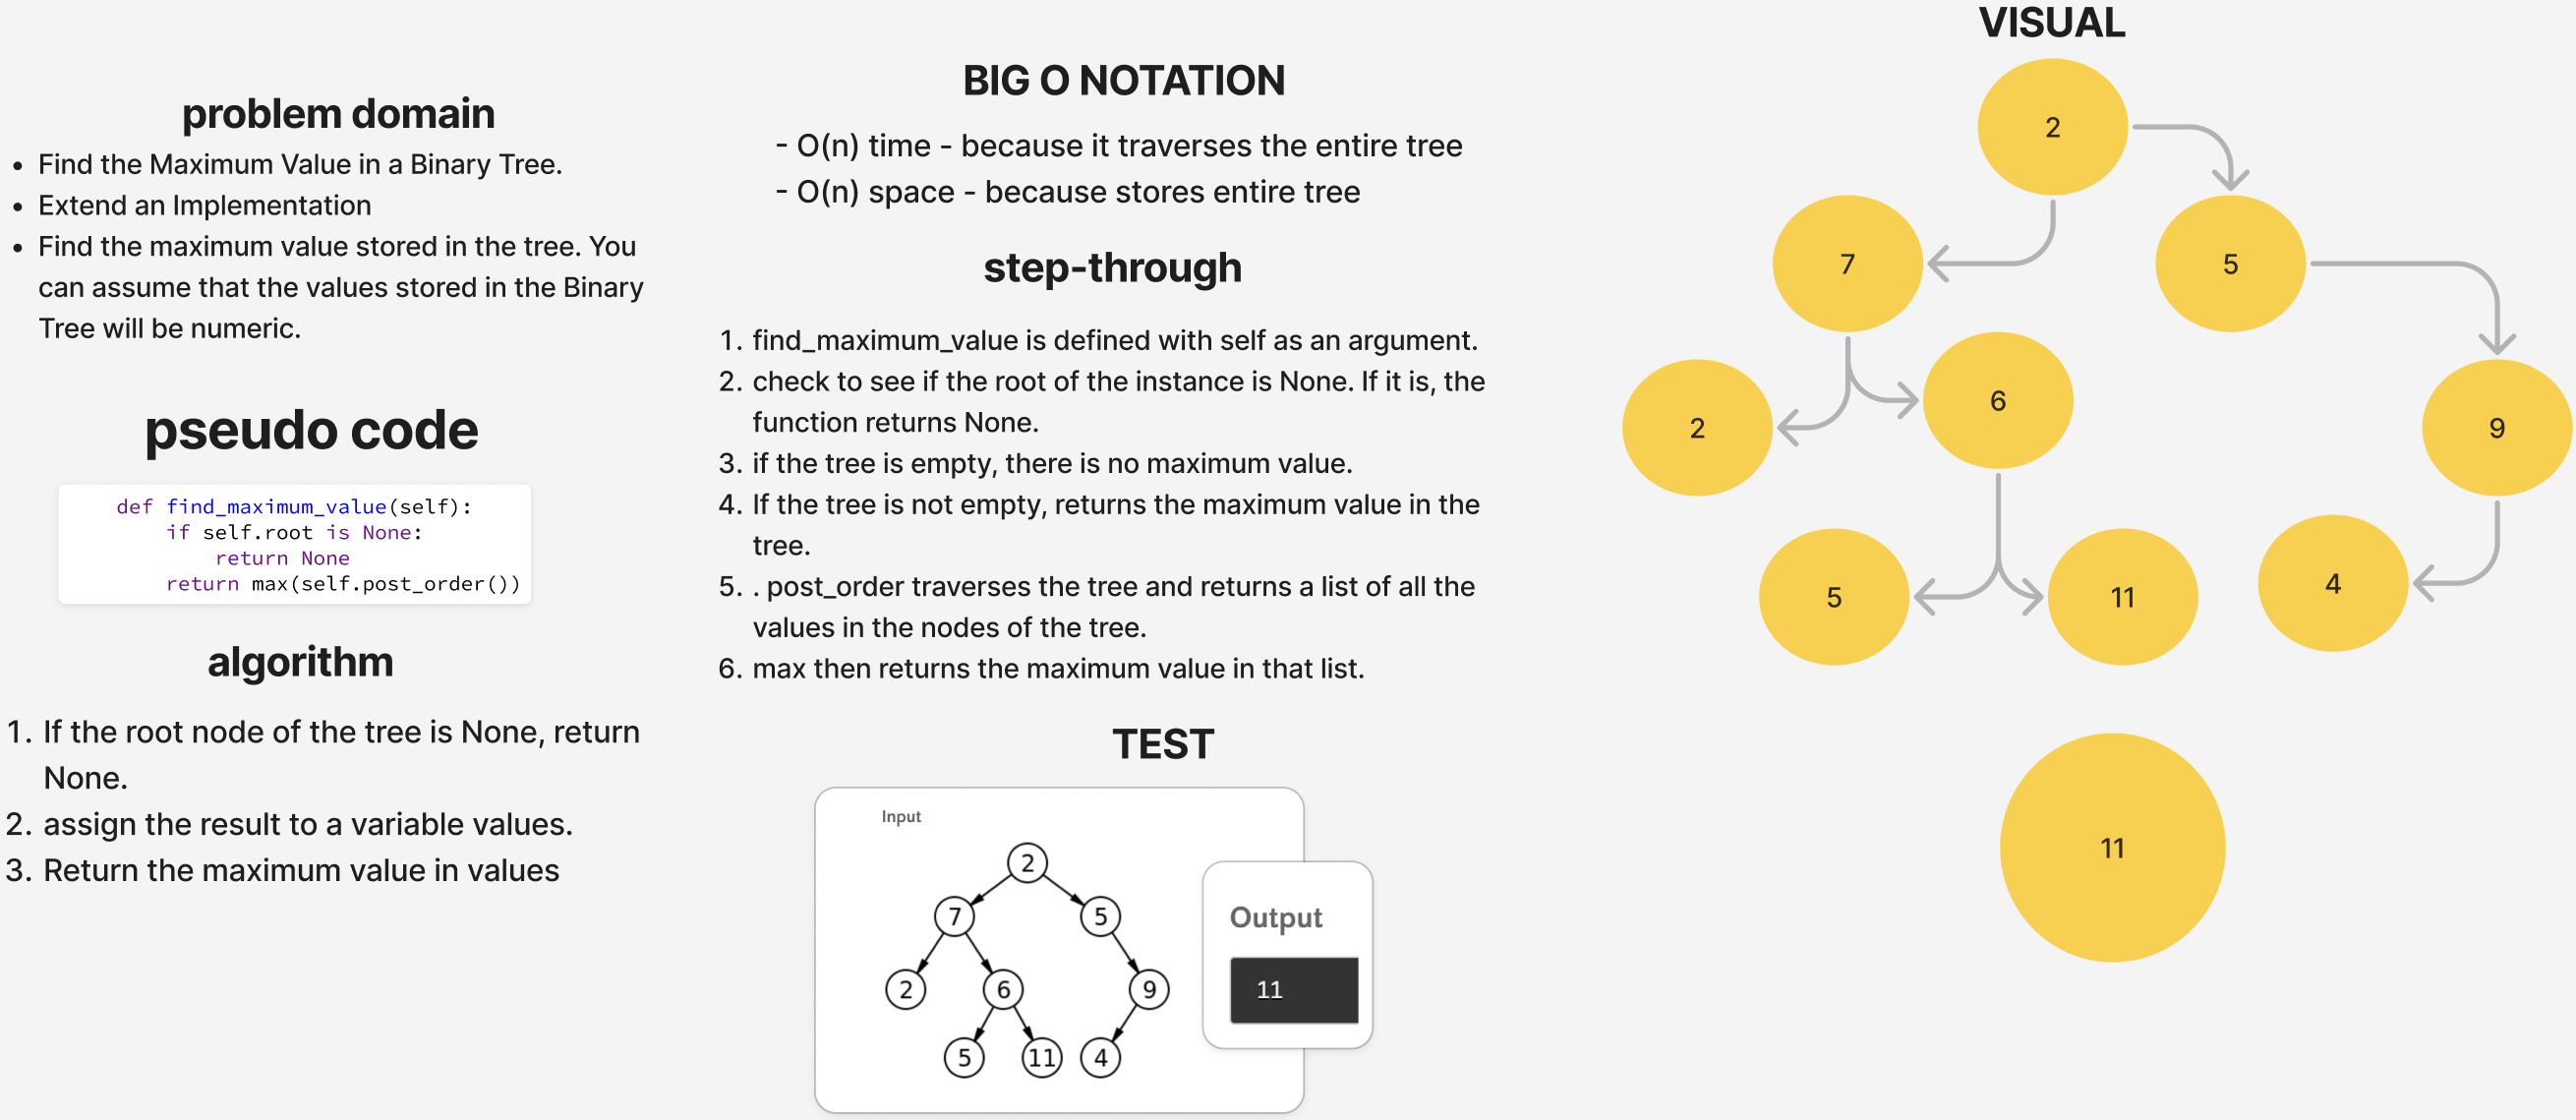 problem domain
• Find the Maximum Value in a Binary Tree.
• Extend an Implementation
• Find the maximum value stored in the tree. You
can assume that the values stored in the Binary
Tree will be numeric.
pseudo code
def find_maximum_value(self):
if self.root is None:
return None
return max(self.post_order())
algorithm
1. If the root node of the tree is None, return
None.
2. assign the result to a variable values.
3. Return the maximum value in values
BIG O NOTATION
- O(n) time - because it traverses the entire tree
- O(n) space - because stores entire tree
step-through
1. find_maximum_value is defined with self as an argument.
2. check to see if the root of the instance is None. If it is, the
function returns None.
3. if the tree is empty, there is no maximum value.
4. If the tree is not empty, returns the maximum value in the
tree.
5. . post_order traverses the tree and returns a list of all the
values in the nodes of the tree.
6. max then returns the maximum value in that list.
TEST
Input
2
7 5
2 6 9
5 11 4
Output
11
VISUAL
2
7 5
2 6 9
5 11 4
11